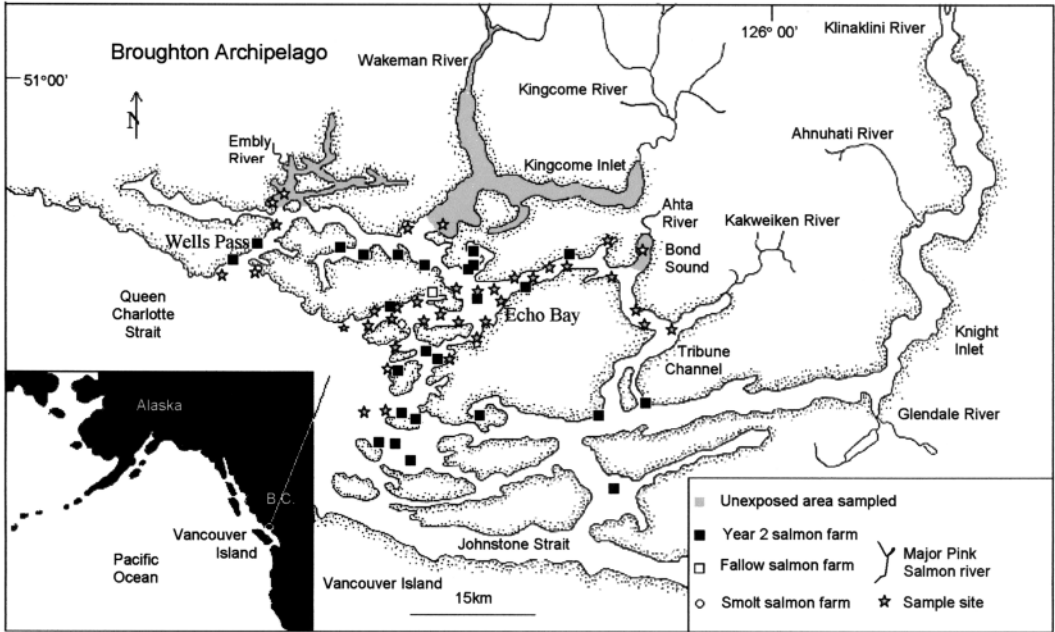 126° 00'
Klinaklini River
Broughton Archipelago
Wakeman River
51° 00'
Kingcome River
N
Ahnuhati River
Embly
River
Kingcome Inlet
Ahta
River
Kakweiken River
Wells Pass
Bond
Sound
Queen
Charlotte
Strait
Echo Bay
Knight
Inlet
Tribune
Channel
Alaska
Glendale River
B.C.
Vancouver
Island
Pacific
Ocean
Johnstone Strait
Vancouver Island
15km
Unexposed area sampled
Year 2 salmon farm
Fallow salmon farm
Smolt salmon farm
Major Pink
Salmon river
Sample site